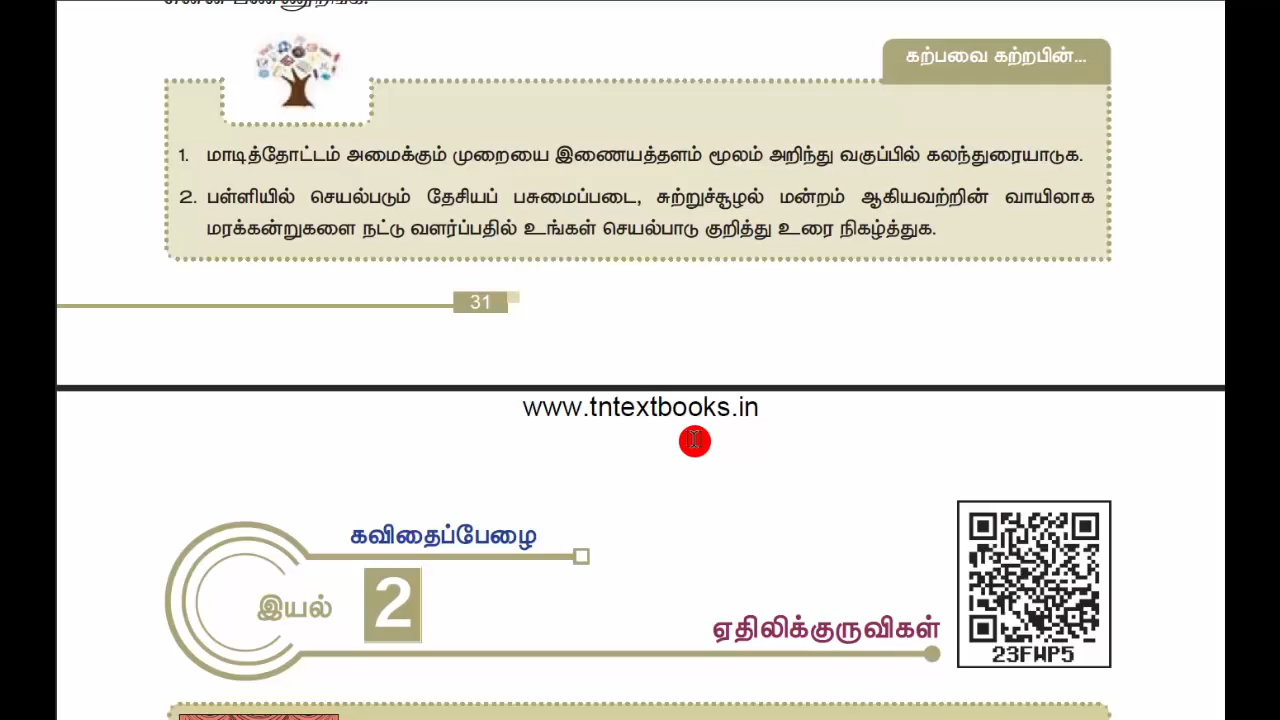 கற்பவை கற்றபின்...
1. மாடித்தோட்டம் அமைக்கும் முறையை இணையத்தளம் மூலம் அறிந்து வகுப்பில் கலந்துரையாடுக.
2. பள்ளியில் செயல்படும் தேசியப் பசுமைப்படை, சுற்றுச்சூழல் மன்றம் ஆகியவற்றின் வாயிலாக
மரக்கன்றுகளை நட்டு வளர்ப்பதில் உங்கள் செயல்பாடு குறித்து உரை நிகழ்த்துக.
31
www.tntextbooks.in
கவிதைப்பேழை
இயல் 2
ஏதிலிக்குருவிகள்
23FWP5